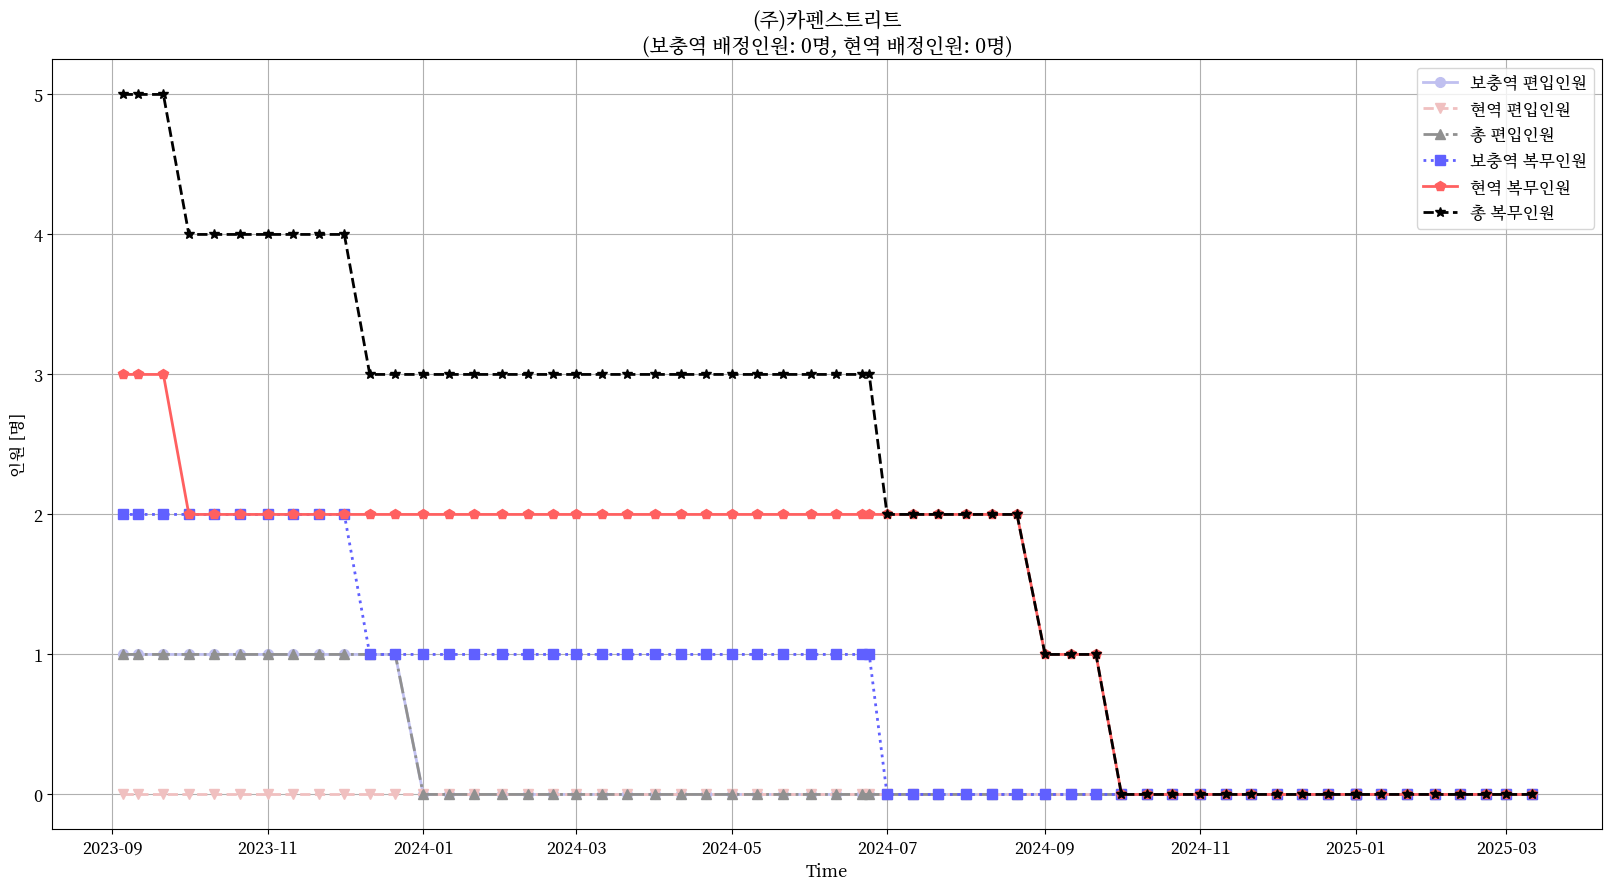 (주)카펜스트리트
(보충역 배정인원: 0명, 현역 배정인원: 0명)
보충역 편입인원
현역 편입인원
총 편입인원
보충역 복무인원
현역 복무인원
총 복무인원
인원 [명]
5
4
3
2
1
0
2023-09
2023-11
2024-01
2024-03
2024-05
2024-07
2024-09
2024-11
2025-01
2025-03
Time